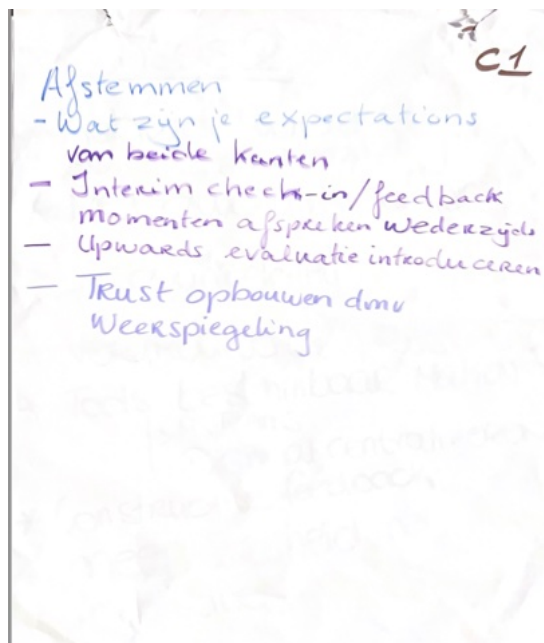 C1
Afstemmen
- Wat zijn je expectations
van beide kanten
- Interim check-in/feedback
momenten afspreken wederzijds
- Upwards evaluatie introduceren
- Trust opbouwen dmv
Weerspiegeling
feedback